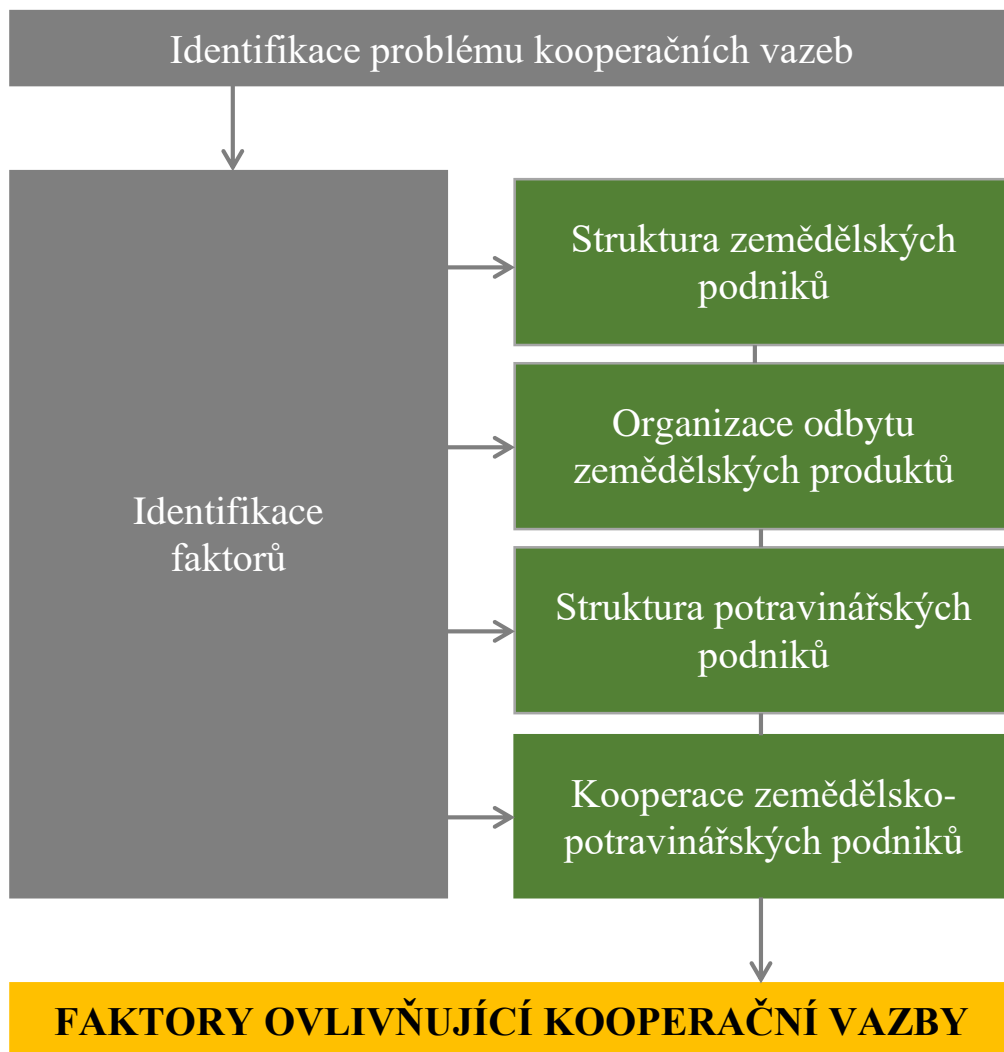 Identifikace problému kooperačních vazeb
Identifikace
faktorů
Struktura zemědělských
podniků
Organizace odbytu
zemědělských produktů
Struktura potravinářských
podniků
Kooperace zemědělsko-
potravinářských podniků
FAKTORY OVLIVŇUJÍCÍ KOOPERAČNÍ VAZBY